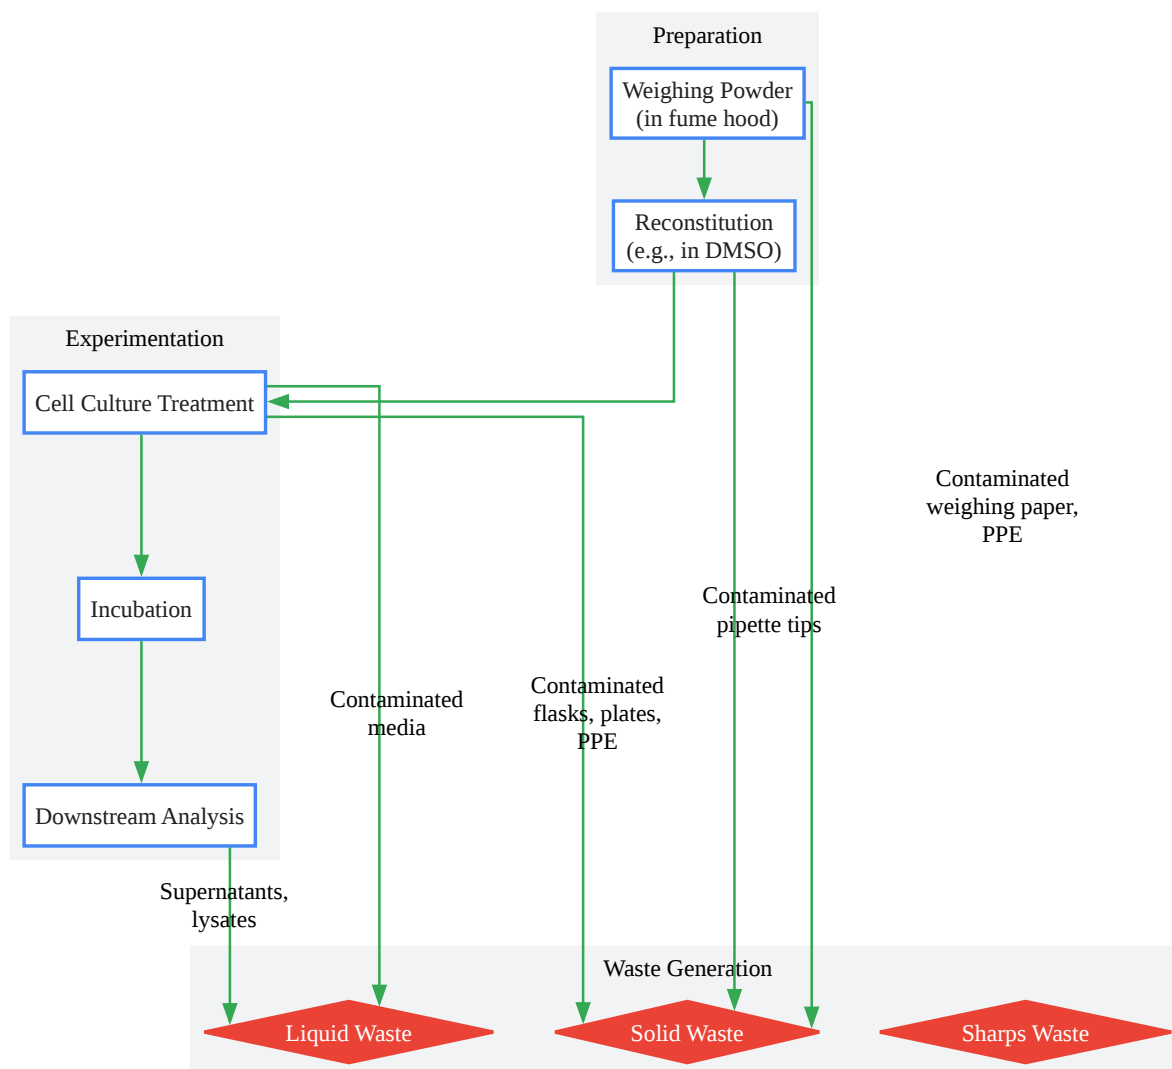 Preparation
Weighing Powder
(in fume hood)
Reconstitution
(e.g., in DMSO)
Experimentation
Cell Culture Treatment
Incubation
Downstream Analysis
Contaminated
weighing paper,
PPE
Contaminated
pipette tips
Contaminated
flasks, plates,
PPE
Contaminated
media
Supernatants,
lysates
Waste Generation
Liquid Waste
Solid Waste
Sharps Waste